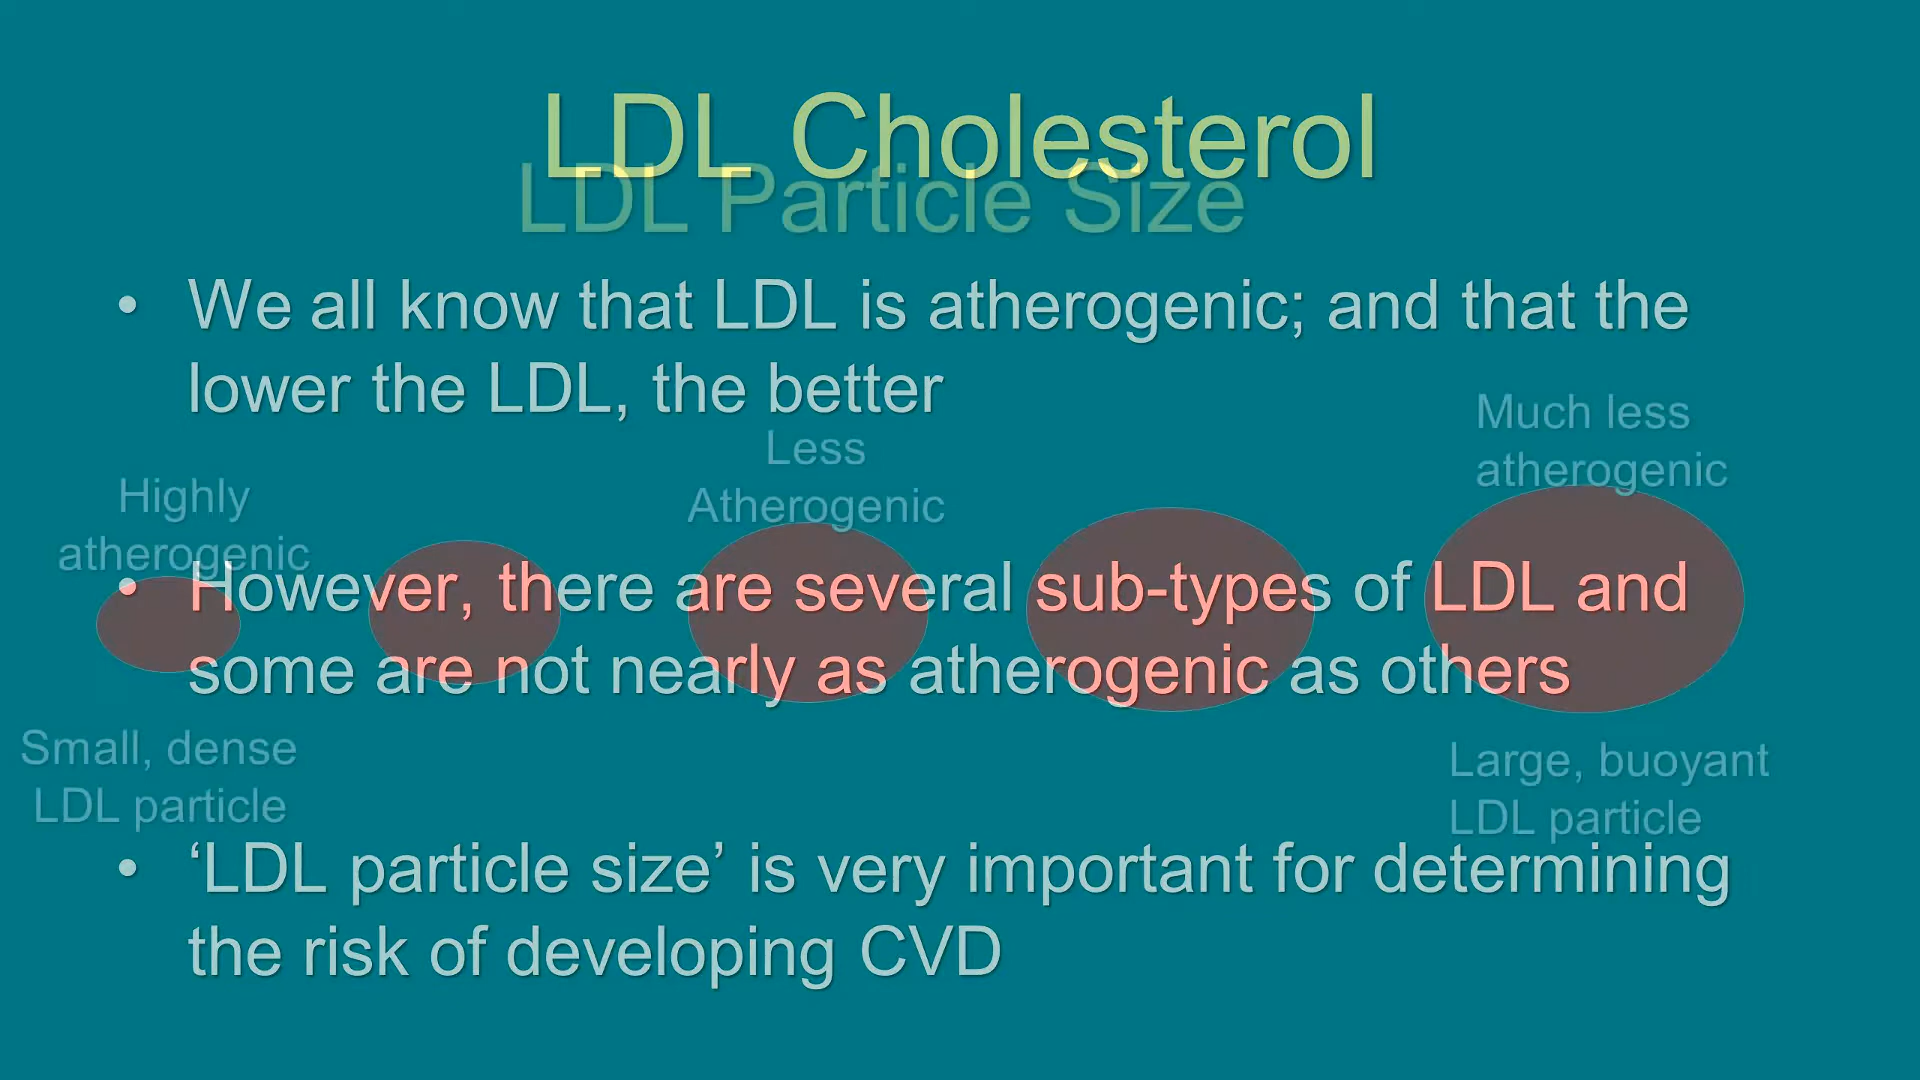 LDL Cholesterol
LDL Particle Size
• We all know that LDL is atherogenic; and that the
lower the LDL, the better
Much less
atherogenic
Less
Atherogenic
Highly
atherogenic
• However, there are several sub-types of LDL and
some are not nearly as atherogenic as others
Small, dense
LDL particle
Large, buoyant
LDL particle
• ‘LDL particle size’ is very important for determining
the risk of developing CVD